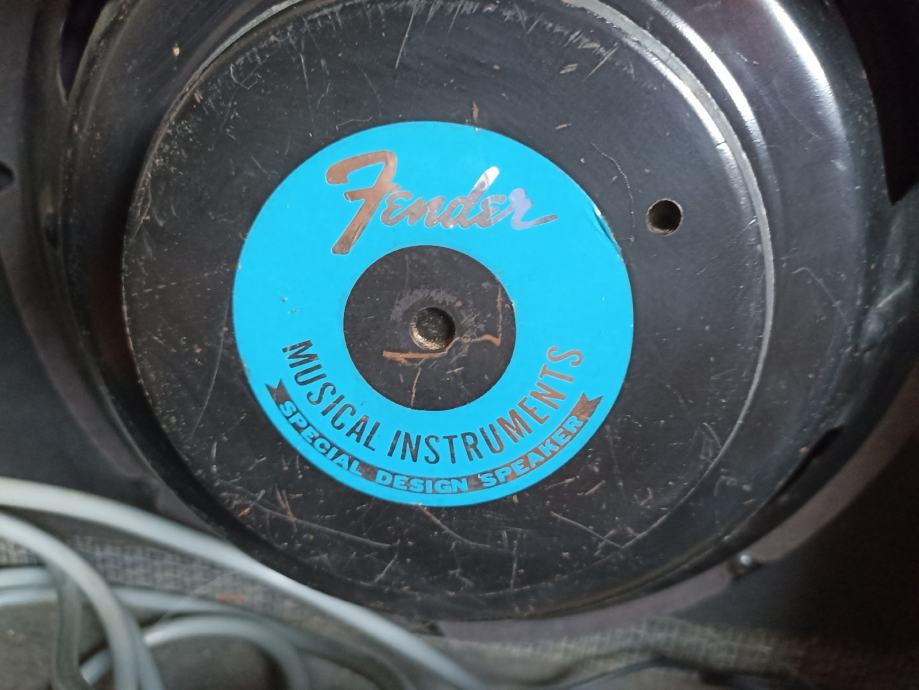 Fender
MUSICAL INSTRUMENTS
SPECIAL DESIGN SPEAKER